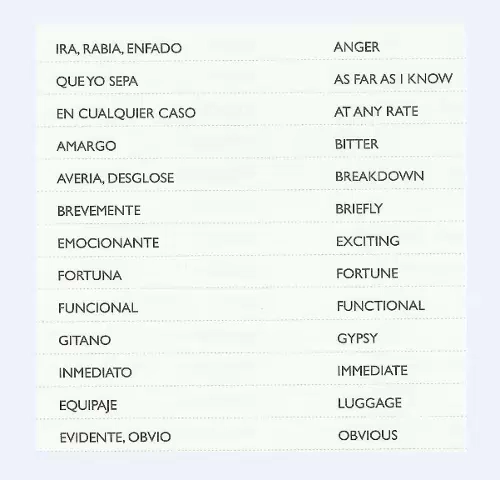 IRA, RABIA, ENFADO ANGER
QUE YO SEPA AS FAR AS I KNOW
EN CUALQUIER CASO AT ANY RATE
AMARGO BITTER
AVERIA, DESGLOSE BREAKDOWN
BREVEMENTE BRIEFLY
EMOCIONANTE EXCITING
FORTUNA FORTUNE
FUNCIONAL FUNCTIONAL
GITANO GYPSY
INMEDIATO IMMEDIATE
EQUIPAJE LUGGAGE
EVIDENTE, OBVIO OBVIOUS